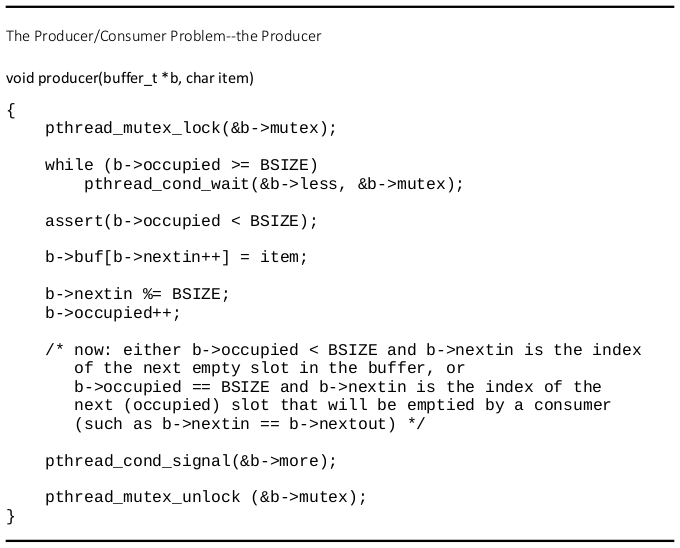 The Producer/Consumer Problem--the Producer
void producer(buffer_t *b, char item)
{
    pthread_mutex_lock(&b->mutex);
    while (b->occupied >= BSIZE)
        pthread_cond_wait(&b->less, &b->mutex);
    assert(b->occupied < BSIZE);
    b->buf[b->nextin++] = item;
    b->nextin %= BSIZE;
    b->occupied++;
    /* now: either b->occupied < BSIZE and b->nextin is the index
       of the next empty slot in the buffer, or
       b->occupied == BSIZE and b->nextin is the index of the
       next (occupied) slot that will be emptied by a consumer
       (such as b->nextin == b->nextout) */
    pthread_cond_signal(&b->more);
    pthread_mutex_unlock (&b->mutex);
}